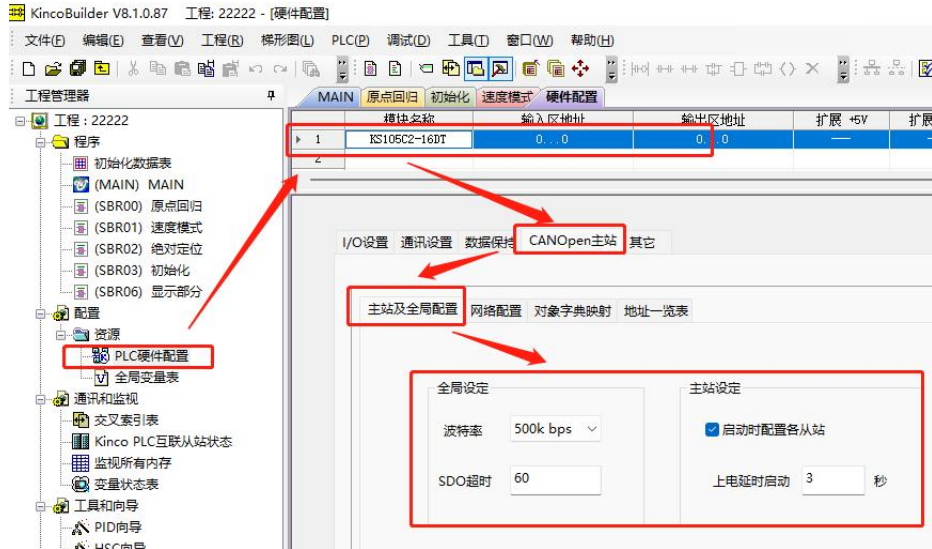 KincoBuilder V8.1.0.87 工程: 22222 - [硬件配置]
文件(F) 编辑(E) 查看(V) 工程(R) 梯形图(L) PLC(P) 调试(D) 工具(T) 窗口(W) 帮助(H)
工程管理器
MAIN 原点回归 初始化 速度模式 硬件配置
工程：22222
程序
初始化数据表
(MAIN) MAIN
(SBR00) 原点回归
(SBR01) 速度模式
(SBR02) 绝对定位
(SBR03) 初始化
(SBR06) 显示部分
配置
资源
PLC硬件配置
全局变量表
通讯和监视
交叉索引表
Kinco PLC互联从站状态
监视所有内存
变量状态表
工具和向导
PID向导
HSC向导
模块名称 输入区地址 输出区地址 扩展 +5V 扩展
1 KS105C2-16DT 0...0 0...0
2
I/O设置 通讯设置 数据保持 CANOpen主站 其它
主站及全局配置 网络配置 对象字典映射 地址一览表
全局设定 主站设定
波特率 500k bps 启动时配置各从站
SDO超时 60 上电延时启动 3 秒